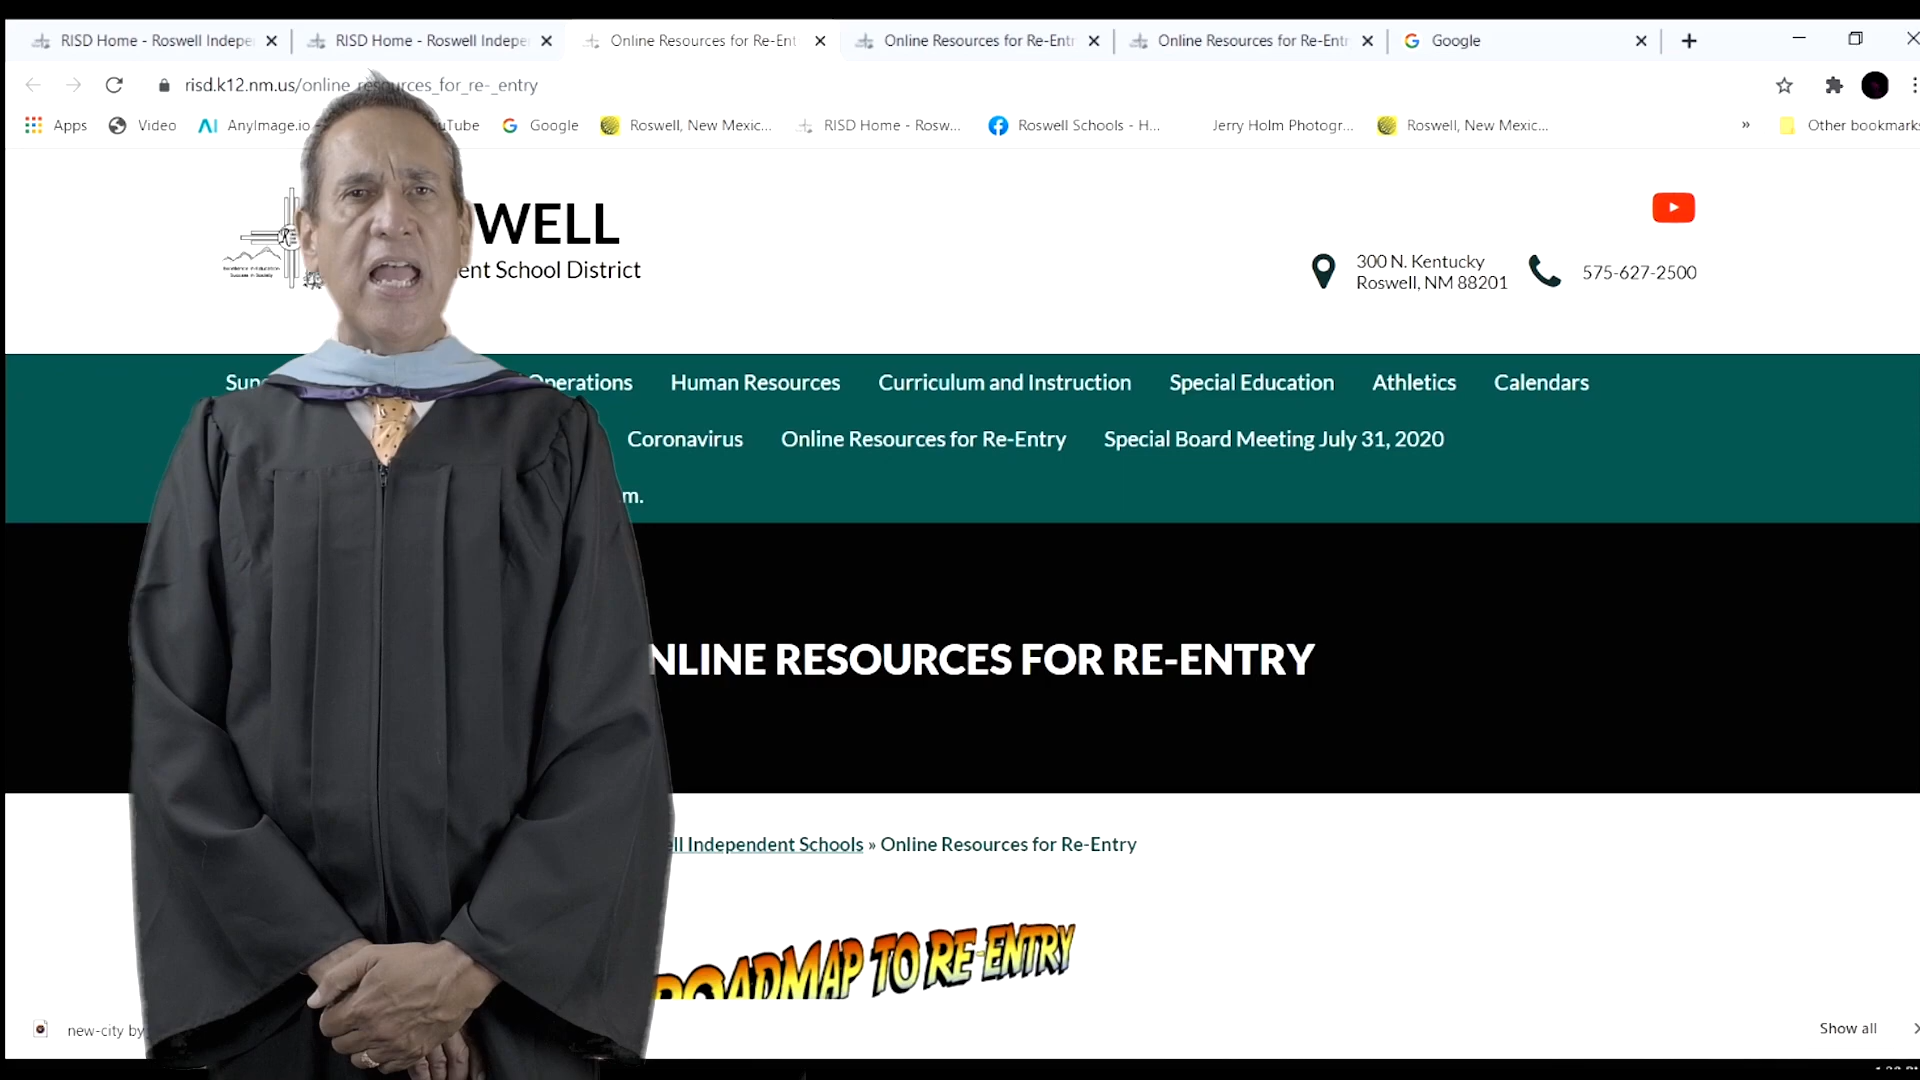 RISD Home - Roswell Indepe
RISD Home - Roswell Indepe
Online Resources for Re-Ent
Online Resources for Re-Entr
Online Resources for Re-Entr
Google
risd.k12.nm.us/online_resources_for_re-_entry
Apps
Video
AnyImage.io -
uTube
Google
Roswell, New Mexic...
RISD Home - Rosw...
Roswell Schools - H...
Jerry Holm Photogr...
Roswell, New Mexic...
»
Other bookmarks
WELL
ent School District
300 N. Kentucky
Roswell, NM 88201
575-627-2500
Sup
Operations
Human Resources
Curriculum and Instruction
Special Education
Athletics
Calendars
Coronavirus
Online Resources for Re-Entry
Special Board Meeting July 31, 2020
m.
NLINE RESOURCES FOR RE-ENTRY
ll Independent Schools » Online Resources for Re-Entry
ROADMAP TO RE-ENTRY
new-city by
Show all